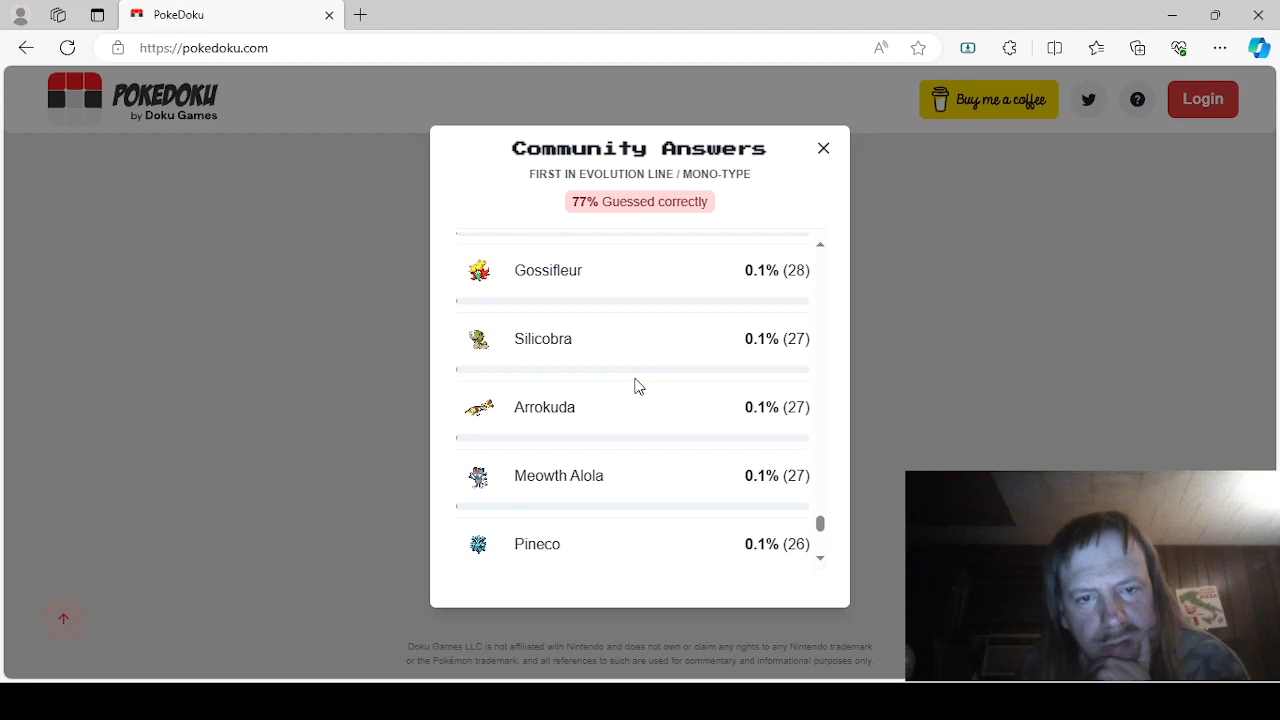 PokeDoku
https://pokedoku.com
POKEDOKU
by Doku Games
Buy me a coffee
Login
Community Answers
FIRST IN EVOLUTION LINE / MONO-TYPE
77% Guessed correctly
Gossifleur 0.1% (28)
Silicobra 0.1% (27)
Arrokuda 0.1% (27)
Meowth Alola 0.1% (27)
Pineco 0.1% (26)
Doku Games LLC is not affiliated with Nintendo and does not own or claim any rights to any Nintendo trademark
or the Pokémon trademark, and all references to such are used for commentary and informational purposes only.